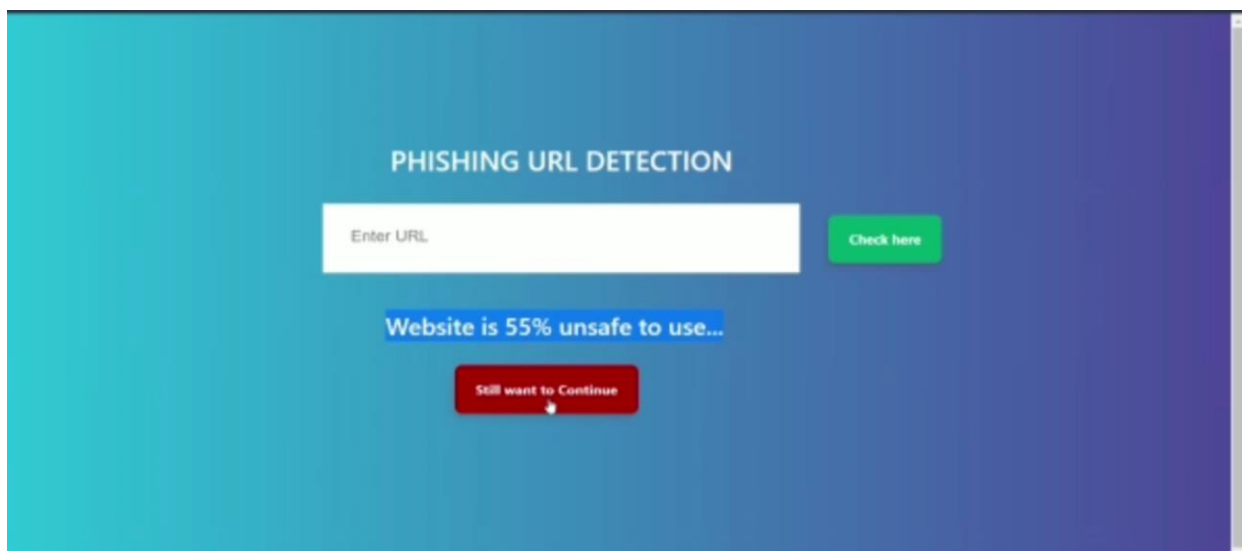 PHISHING URL DETECTION
Enter URL
Check here
Website is 55% unsafe to use...
Still want to Continue